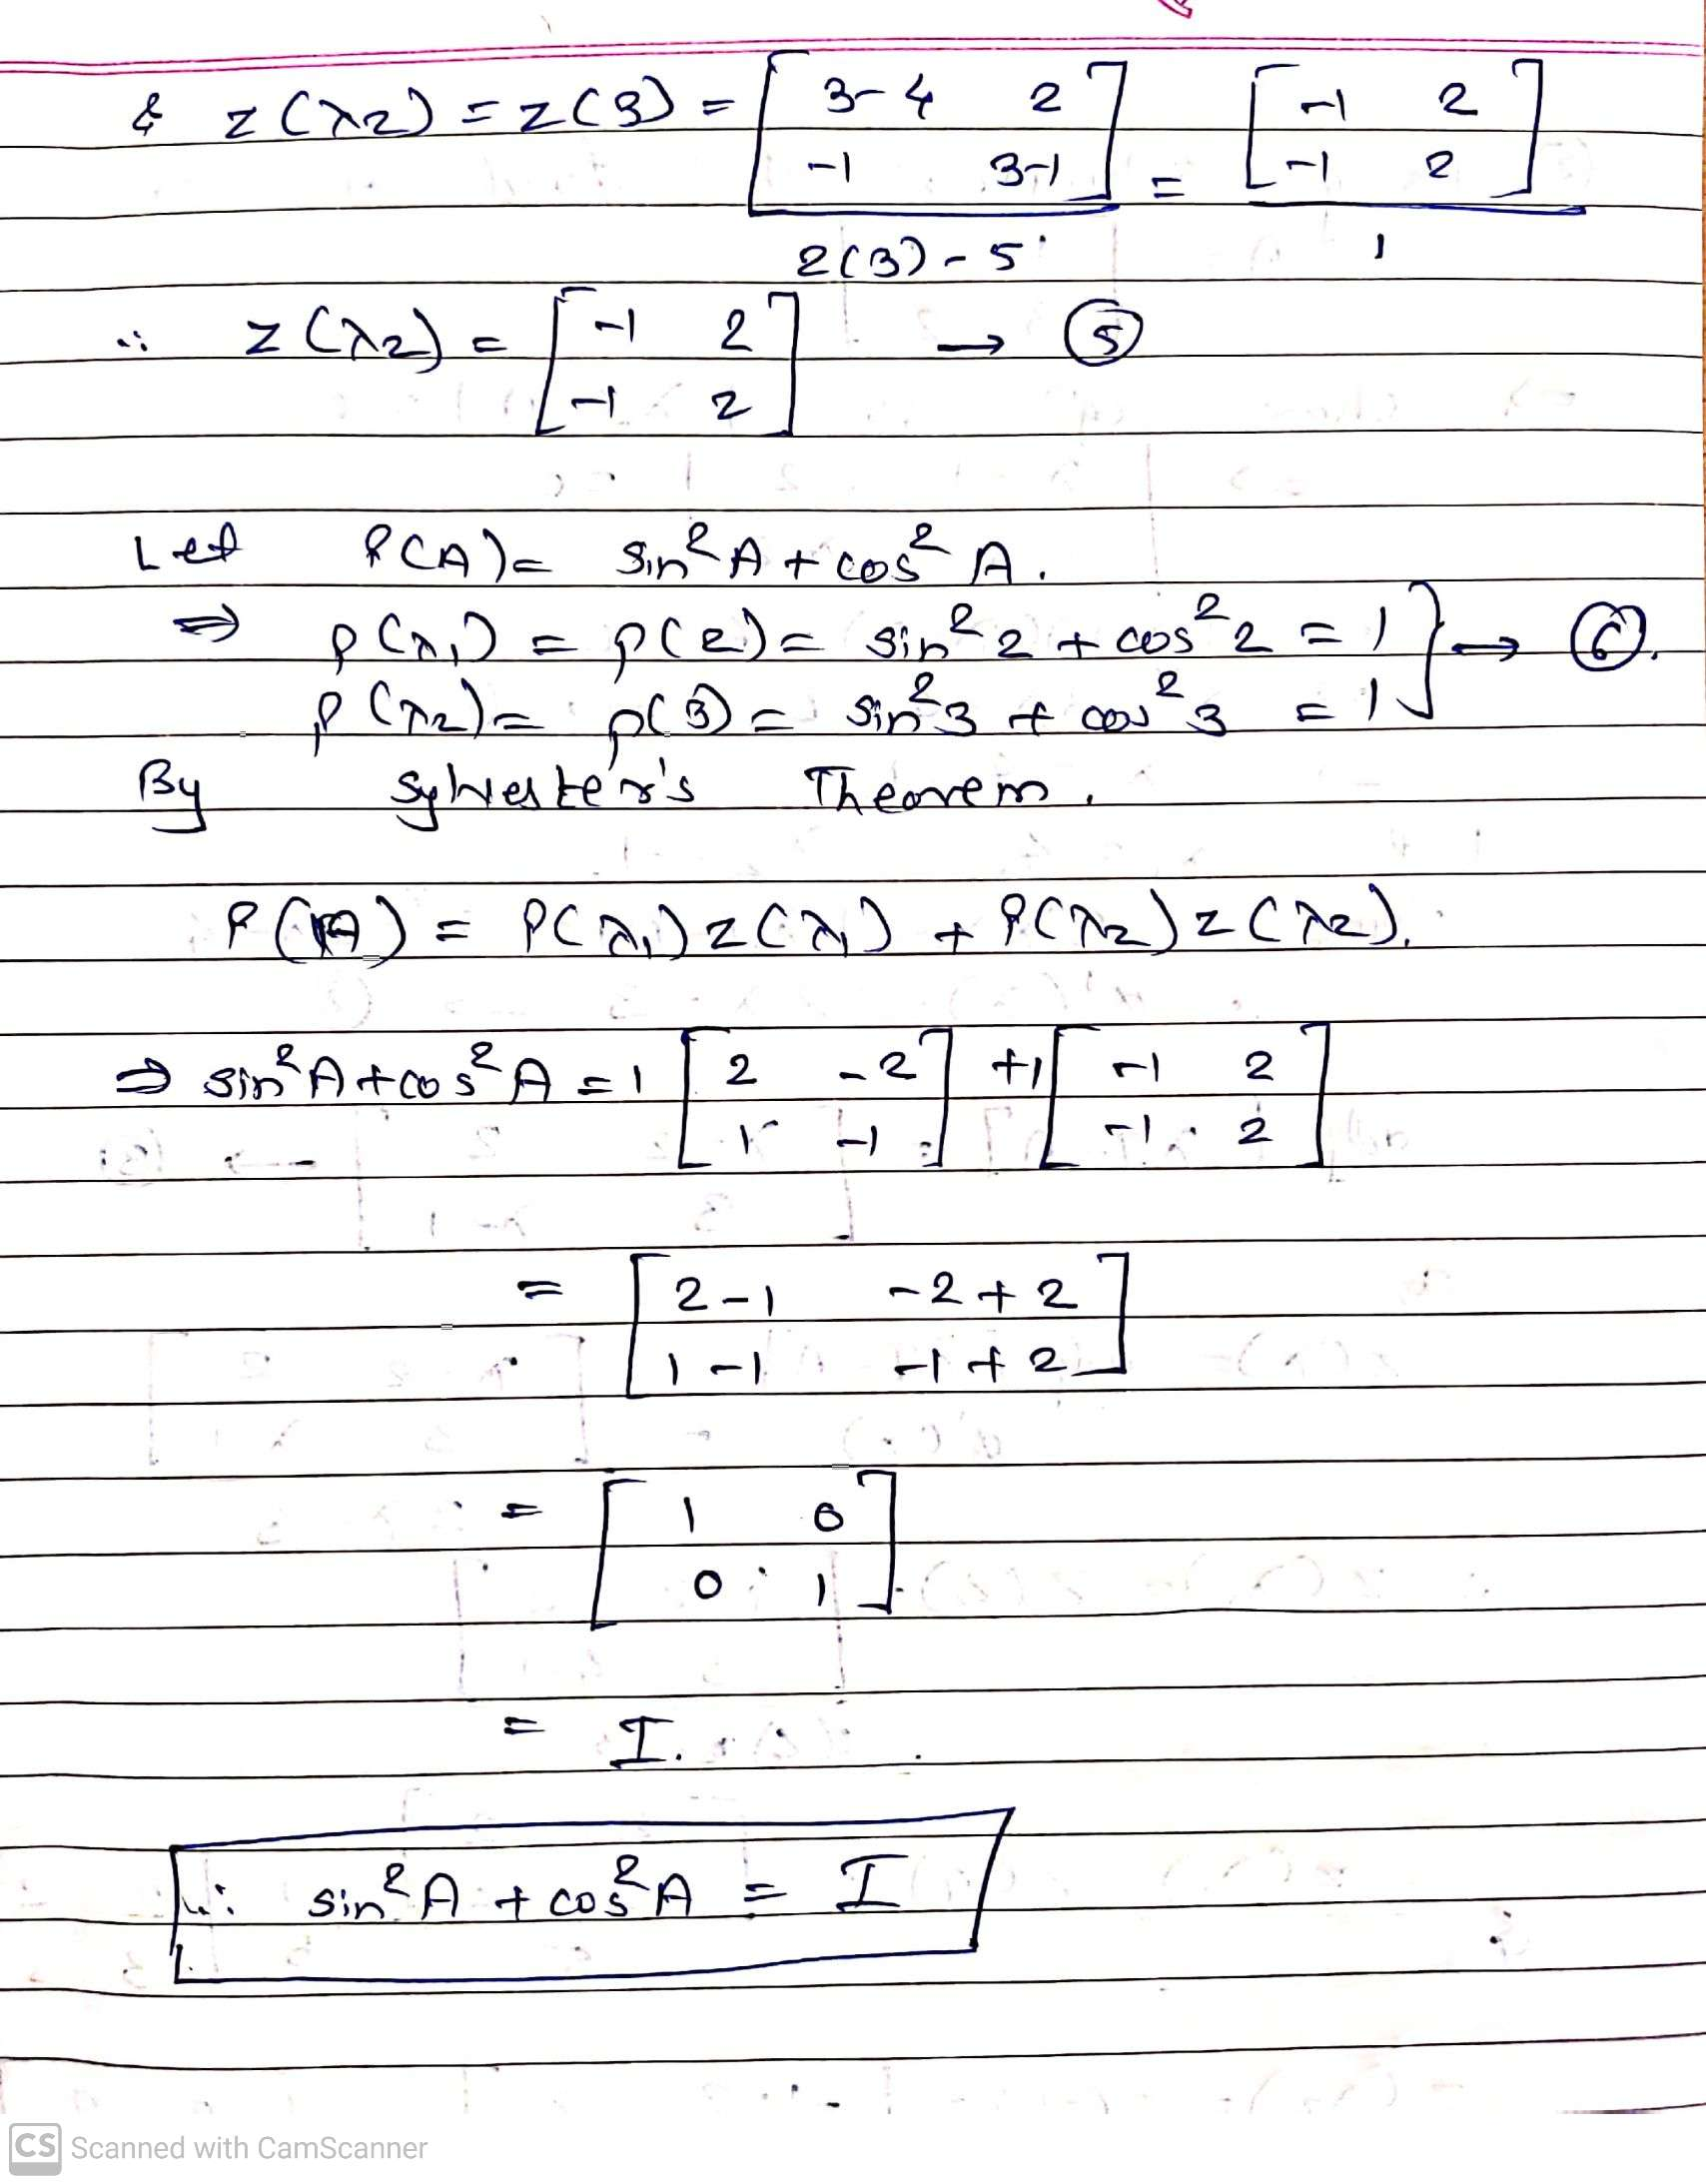 & z(λ2) = z(3) = [ 3-4 2 ] = [ -1 2 ]
[ -1 3-1 ] [ -1 2 ]
2(3)-5 1
∴ z(λ2) = [ -1 2 ] → ⑤
[ -1 2 ]
Let P(A) = sin²A + cos²A.
⇒ P(λ1) = P(2) = sin²2 + cos²2 = 1 } → ⑥.
P(λ2) = P(3) = sin²3 + cos²3 = 1
By Sylvester's Theorem,
P(A) = P(λ1) z(λ1) + P(λ2) z(λ2).
⇒ sin²A + cos²A = 1 [ 2 -2 ] + 1 [ -1 2 ]
[ 1 -1 ] [ -1 2 ]
= [ 2-1 -2+2 ]
[ 1-1 -1+2 ]
= [ 1 0 ]
[ 0 1 ]
= I.
∴ sin²A + cos²A = I
CS Scanned with CamScanner